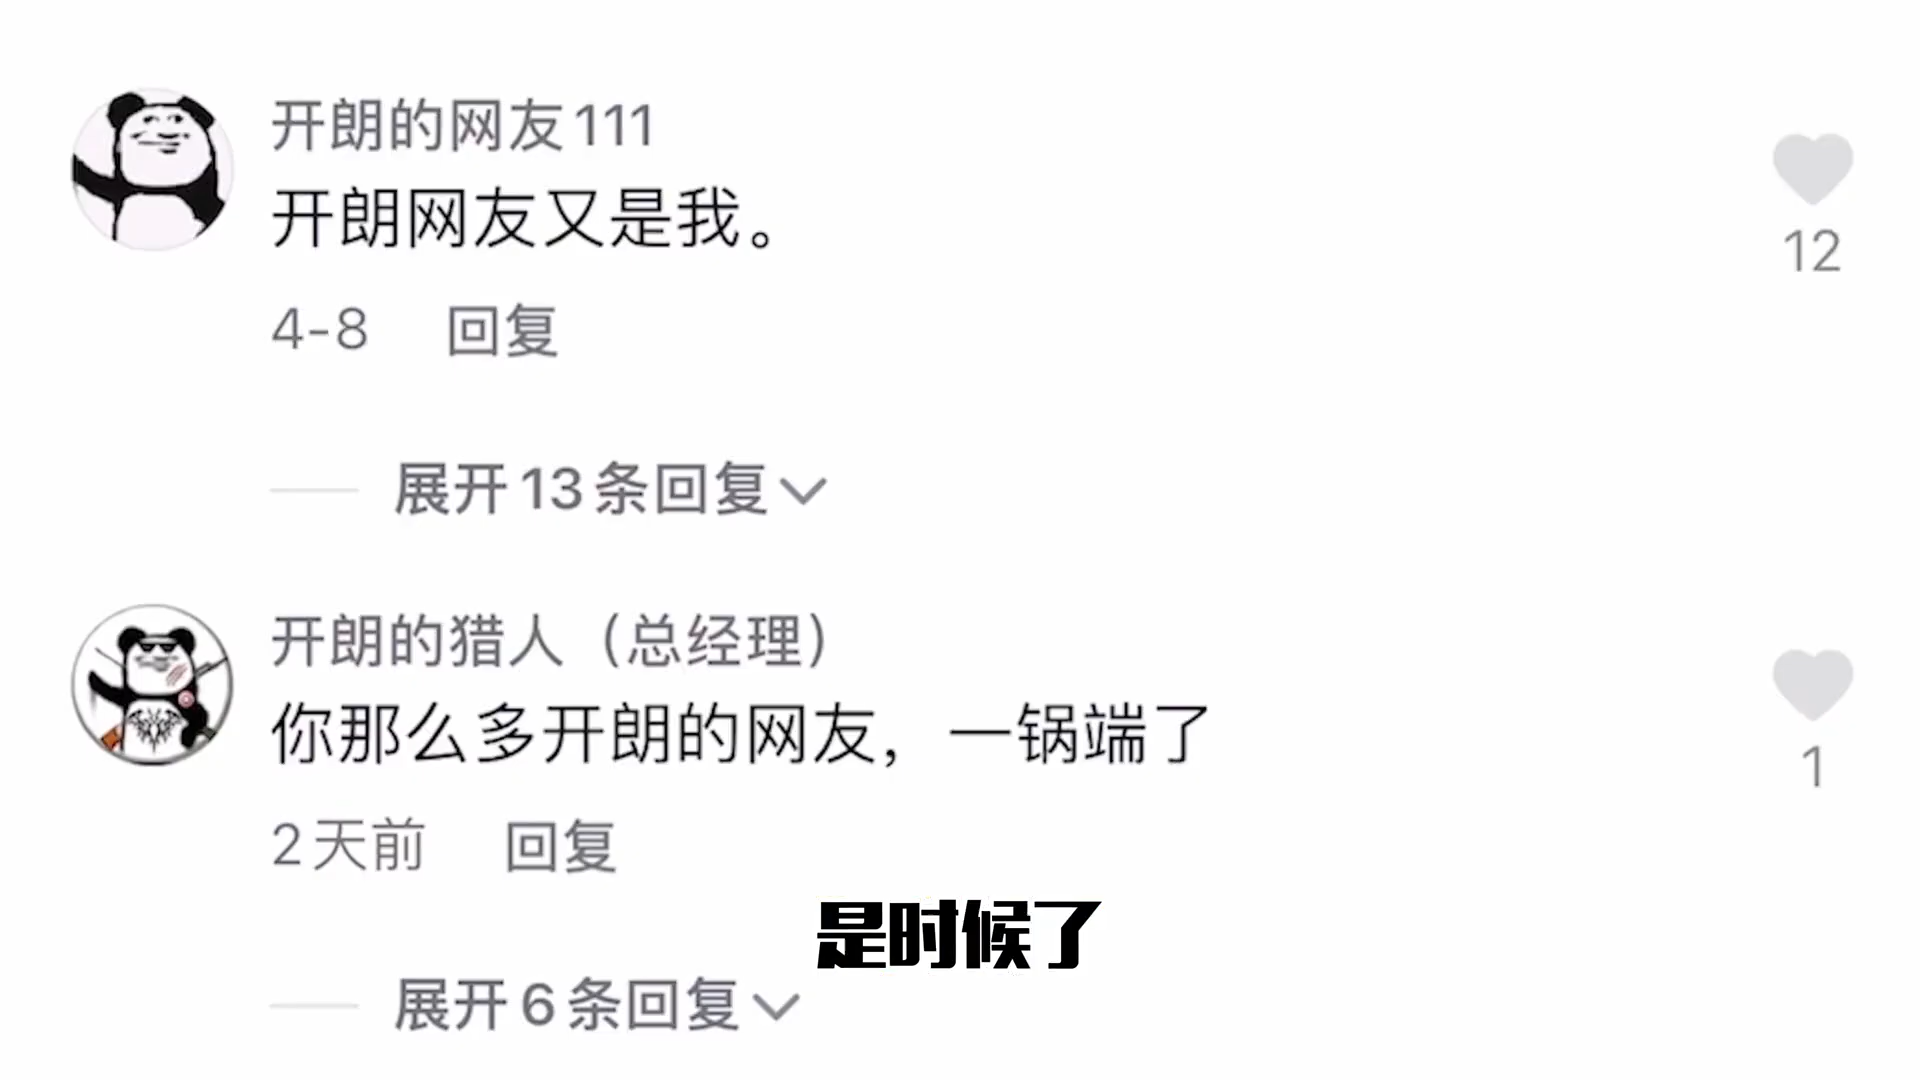 开朗的网友111
开朗网友又是我。
12
4-8 回复
展开13条回复
开朗的猎人（总经理）
你那么多开朗的网友，一锅端了
1
2天前 回复
是时候了
展开6条回复